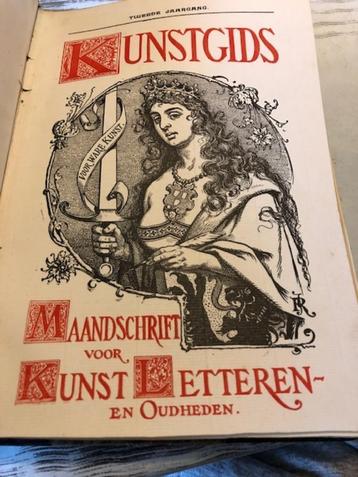 TWEEDE JAARGANG.
KUNSTGIDS
VOOR WARE KUNST
MAANDSCHRIFT
VOOR
KUNST LETTEREN-
EN OUDHEDEN.